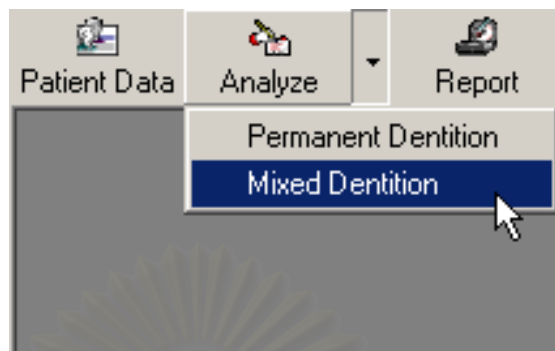 Patient Data Analyze Report
Permanent Dentition
Mixed Dentition